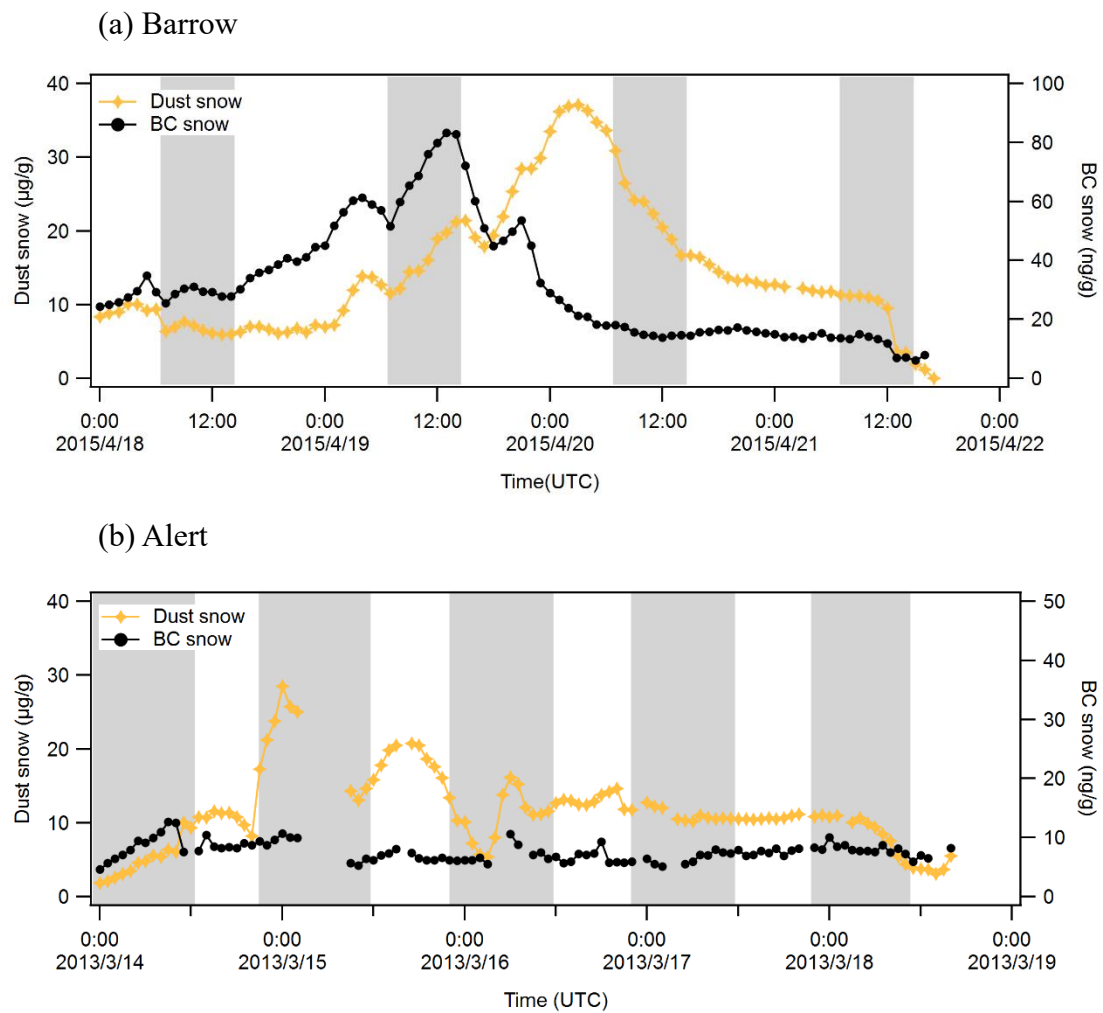 (a) Barrow
40
30
20
10
0
Dust snow (µg/g)
Dust snow
BC snow
100
80
60
40
20
0
BC snow (ng/g)
0:00 12:00 0:00 12:00 0:00 12:00 0:00 12:00 0:00
2015/4/18 2015/4/19 2015/4/20 2015/4/21 2015/4/22
Time(UTC)
(b) Alert
40
30
20
10
0
Dust snow (µg/g)
Dust snow
BC snow
50
40
30
20
10
0
BC snow (ng/g)
0:00 0:00 0:00 0:00 0:00 0:00
2013/3/14 2013/3/15 2013/3/16 2013/3/17 2013/3/18 2013/3/19
Time (UTC)